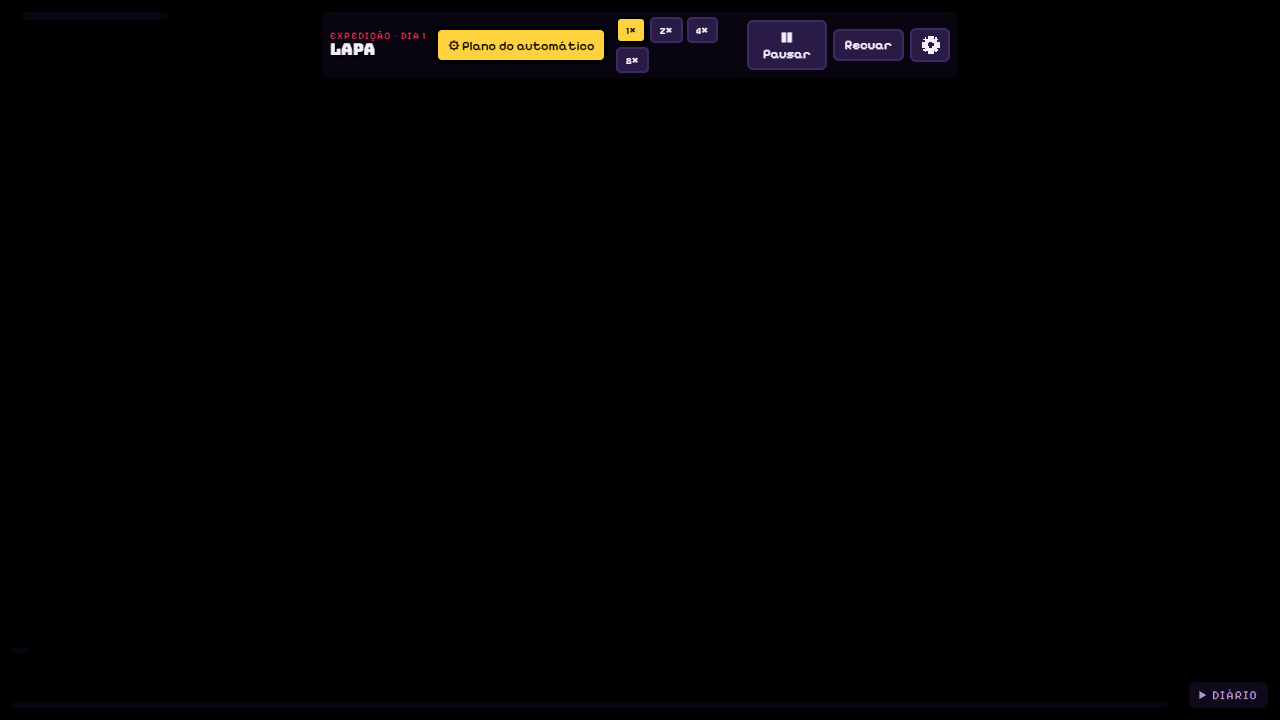 EXPEDIÇÃO · DIA 1
LAPA
⚙ Plano do automático
1×
2×
4×
8×
Pausar
Recuar
▶ DIÁRIO